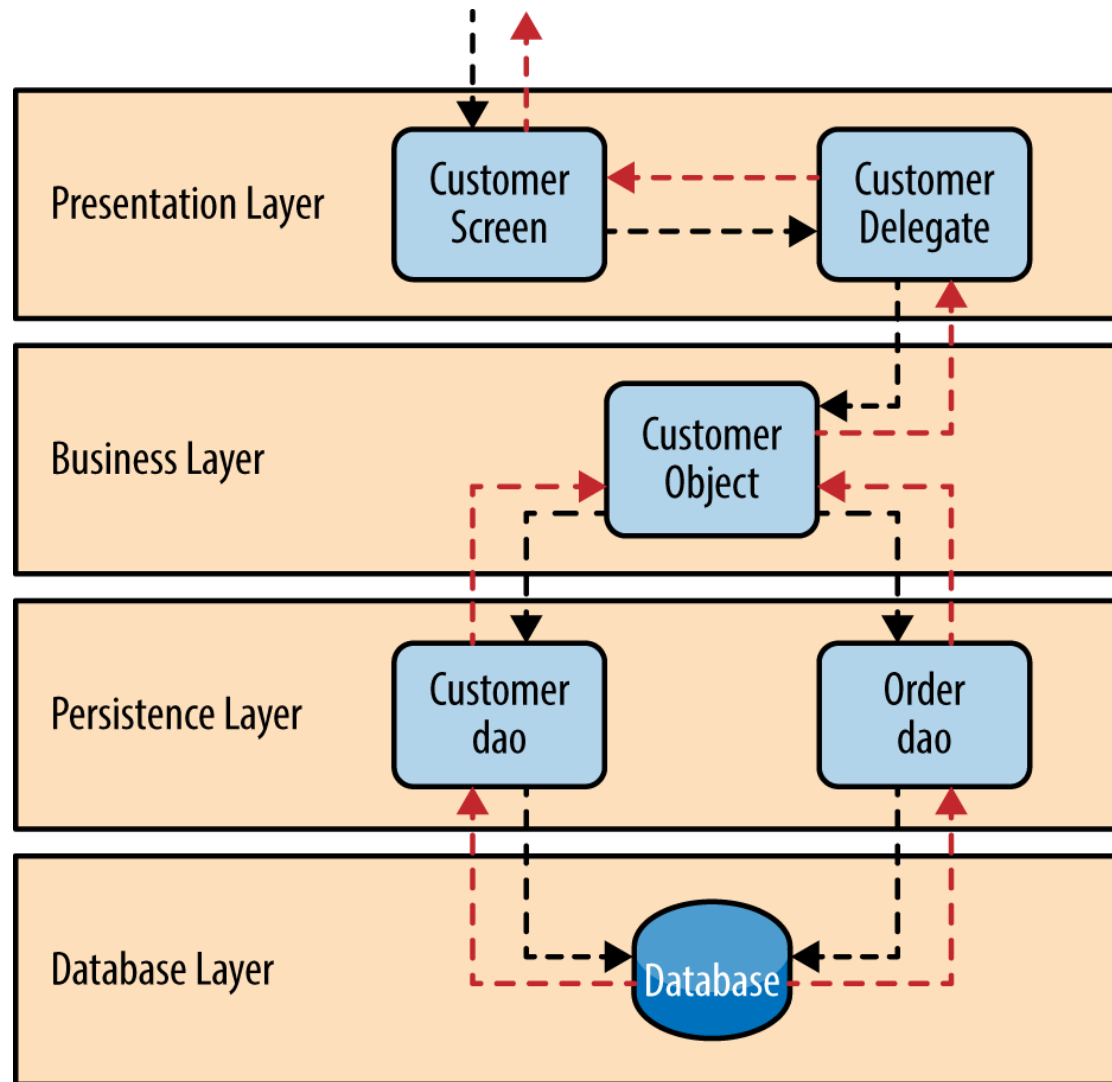 Presentation Layer
Customer
Screen
Customer
Delegate
Business Layer
Customer
Object
Persistence Layer
Customer
dao
Order
dao
Database Layer
Database